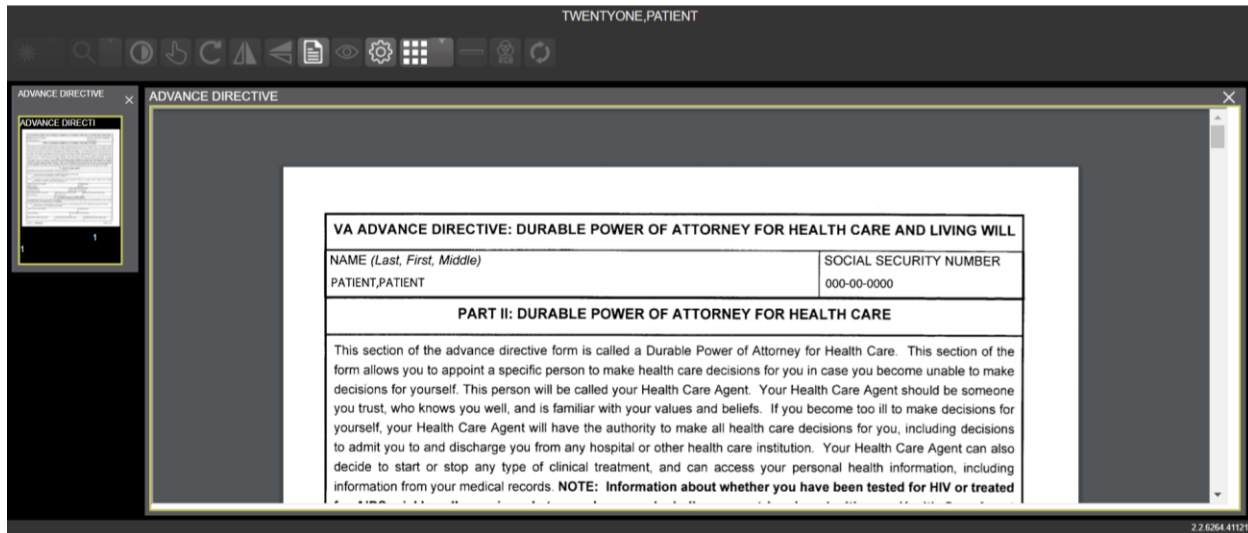 TWENTYONE,PATIENT
ADVANCE DIRECTIVE
ADVANCE DIRECTI
1
1
ADVANCE DIRECTIVE
VA ADVANCE DIRECTIVE: DURABLE POWER OF ATTORNEY FOR HEALTH CARE AND LIVING WILL
NAME (Last, First, Middle)
PATIENT,PATIENT
SOCIAL SECURITY NUMBER
000-00-0000
PART II: DURABLE POWER OF ATTORNEY FOR HEALTH CARE
This section of the advance directive form is called a Durable Power of Attorney for Health Care. This section of the
form allows you to appoint a specific person to make health care decisions for you in case you become unable to make
decisions for yourself. This person will be called your Health Care Agent. Your Health Care Agent should be someone
you trust, who knows you well, and is familiar with your values and beliefs. If you become too ill to make decisions for
yourself, your Health Care Agent will have the authority to make all health care decisions for you, including decisions
to admit you to and discharge you from any hospital or other health care institution. Your Health Care Agent can also
decide to start or stop any type of clinical treatment, and can access your personal health information, including
information from your medical records. NOTE: Information about whether you have been tested for HIV or treated
2.2.6264.41121